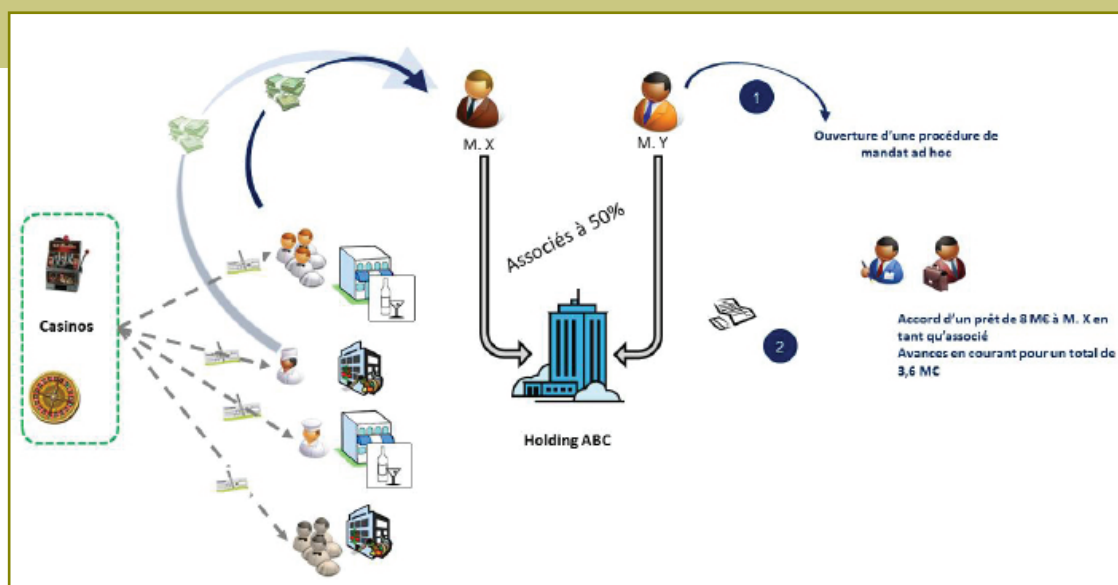 M. X
M. Y
1
Ouverture d'une procédure de
mandat ad hoc
Associés à 50%
Casinos
2
Accord d'un prêt de 8 M€ à M. X en
tant qu'associé
Avances en courant pour un total de
3,6 M€
Holding ABC